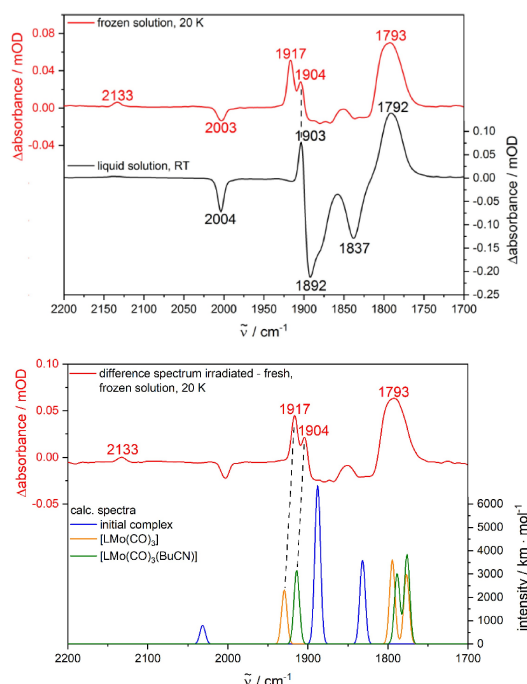 frozen solution, 20 K
1917
1793
1904
2133
2003
1903
1792
liquid solution, RT
2004
1837
1892
Δabsorbance / mOD
0.08
0.04
0.00
-0.04
Δabsorbance / mOD
0.10
0.05
0.00
-0.05
-0.10
-0.15
-0.20
-0.25
2200 2100 2000 1900 1800 1700
ν̃ / cm⁻¹
difference spectrum irradiated - fresh,
frozen solution, 20 K
1917
1793
1904
2133
Δabsorbance / mOD
0.10
0.05
0.00
-0.05
calc. spectra
initial complex
[LMo(CO)₃]
[LMo(CO)₃(BuCN)]
6000
5000
4000
3000
2000
1000
0
intensity / km · mol⁻¹
2200 2100 2000 1900 1800 1700
ν̃ / cm⁻¹